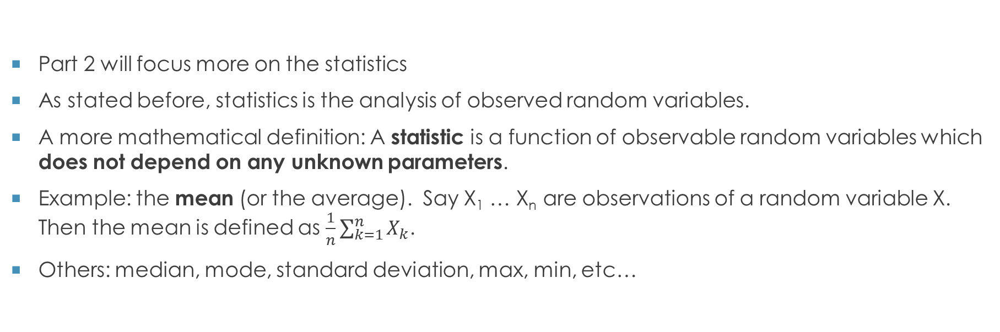 ▪ Part 2 will focus more on the statistics
▪ As stated before, statistics is the analysis of observed random variables.
▪ A more mathematical definition: A statistic is a function of observable random variables which
does not depend on any unknown parameters.
▪ Example: the mean (or the average). Say X₁ … Xₙ are observations of a random variable X.
Then the mean is defined as \frac{1}{n} \sum_{k=1}^{n} X_k.
▪ Others: median, mode, standard deviation, max, min, etc…